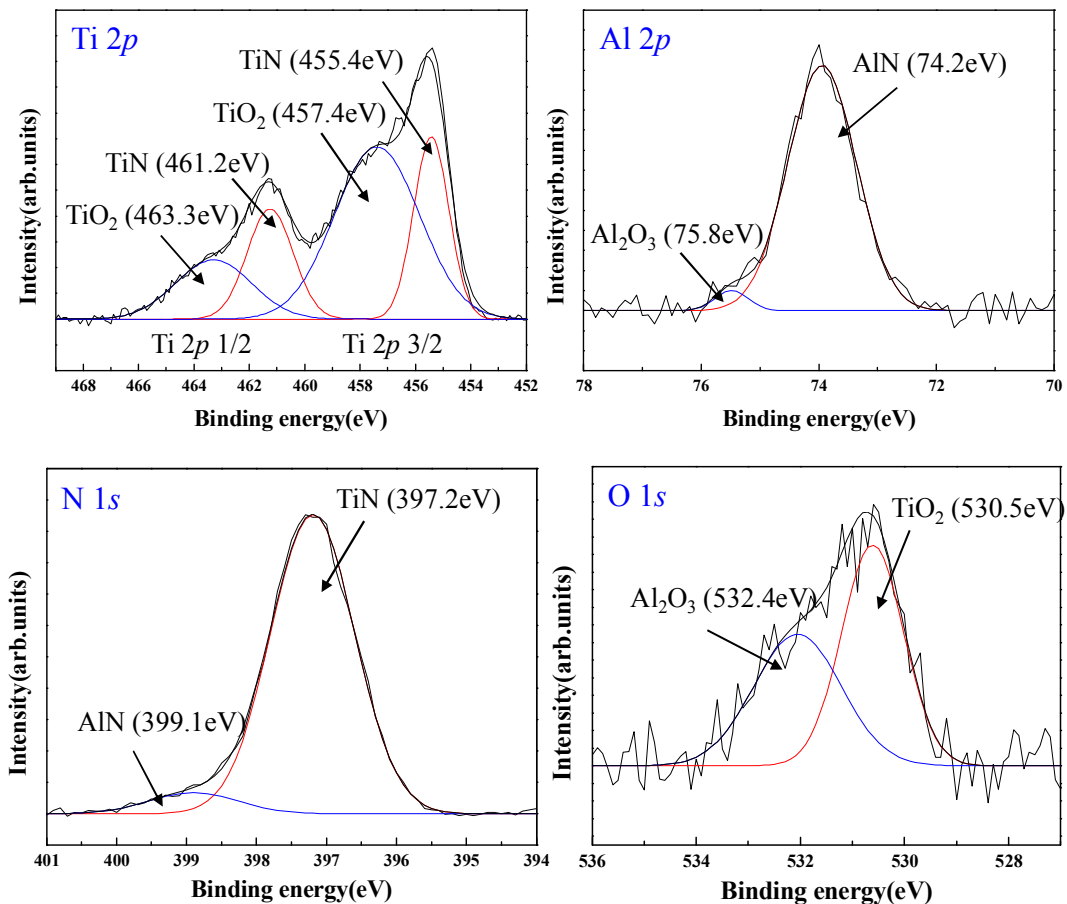 Ti 2p
TiN (455.4eV)
TiO₂ (457.4eV)
TiN (461.2eV)
TiO₂ (463.3eV)
Ti 2p 1/2
Ti 2p 3/2
Intensity(arb.units)
468 466 464 462 460 458 456 454 452
Binding energy(eV)
Al 2p
AlN (74.2eV)
Al₂O₃ (75.8eV)
Intensity(arb.units)
78 76 74 72 70
Binding energy(eV)
N 1s
TiN (397.2eV)
AlN (399.1eV)
Intensity(arb.units)
401 400 399 398 397 396 395 394
Binding energy(eV)
O 1s
TiO₂ (530.5eV)
Al₂O₃ (532.4eV)
Intensity(arb.units)
536 534 532 530 528
Binding energy(eV)